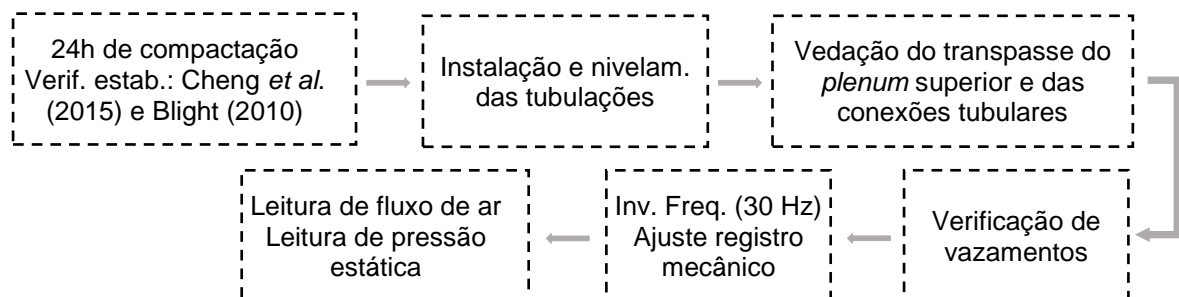 24h de compactação
Verif. estab.: Cheng et al.
(2015) e Blight (2010)
Instalação e nivelam.
das tubulações
Vedação do transpasse do
plenum superior e das
conexões tubulares
Verificação de
vazamentos
Inv. Freq. (30 Hz)
Ajuste registro
mecânico
Leitura de fluxo de ar
Leitura de pressão
estática